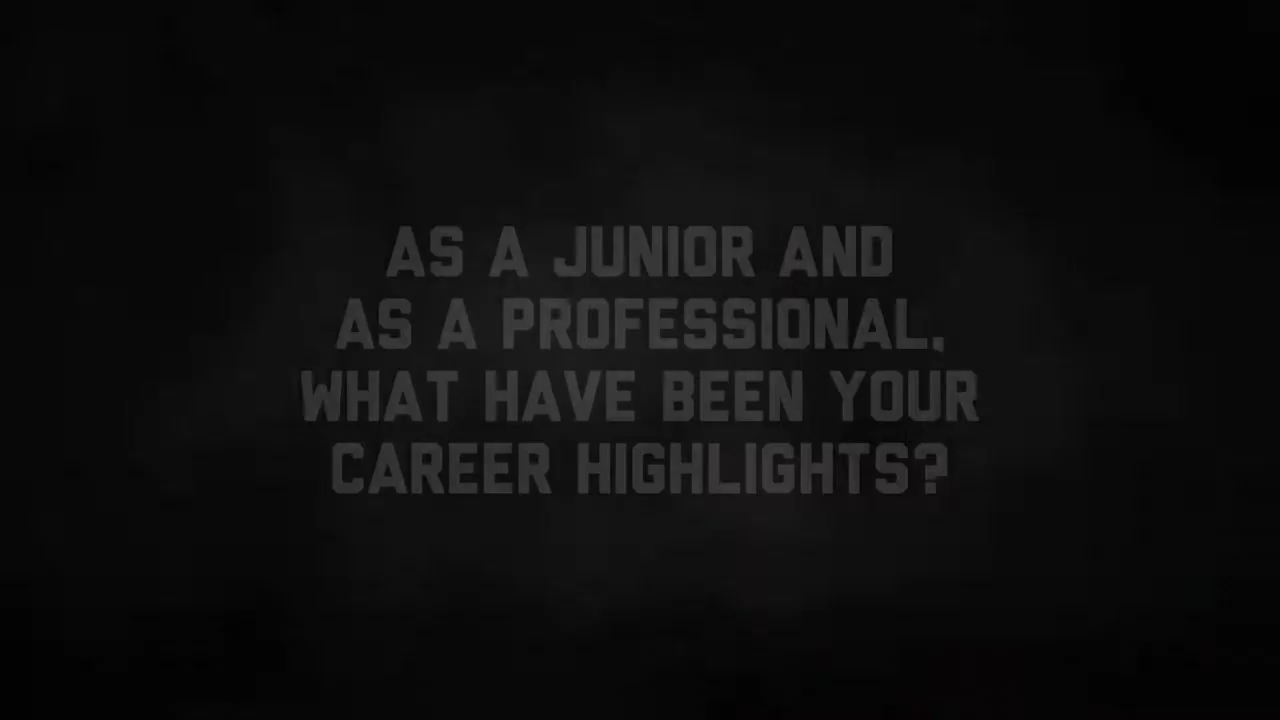 AS A JUNIOR AND
AS A PROFESSIONAL,
WHAT HAVE BEEN YOUR
CAREER HIGHLIGHTS?